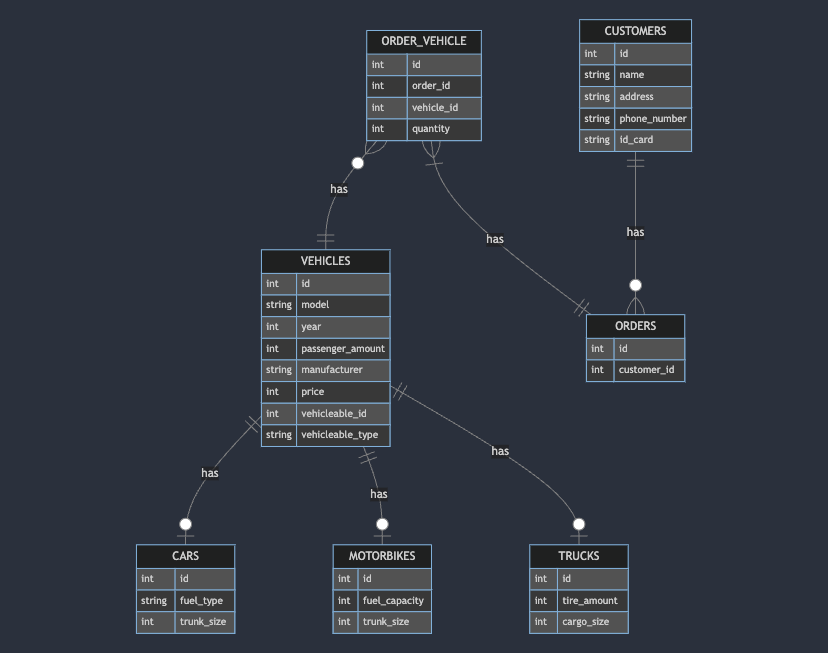 ORDER_VEHICLE
int id
int order_id
int vehicle_id
int quantity
CUSTOMERS
int id
string name
string address
string phone_number
string id_card
has
has
has
VEHICLES
int id
string model
int year
int passenger_amount
string manufacturer
int price
int vehicleable_id
string vehicleable_type
ORDERS
int id
int customer_id
has
has
has
CARS
int id
string fuel_type
int trunk_size
MOTORBIKES
int id
int fuel_capacity
int trunk_size
TRUCKS
int id
int tire_amount
int cargo_size